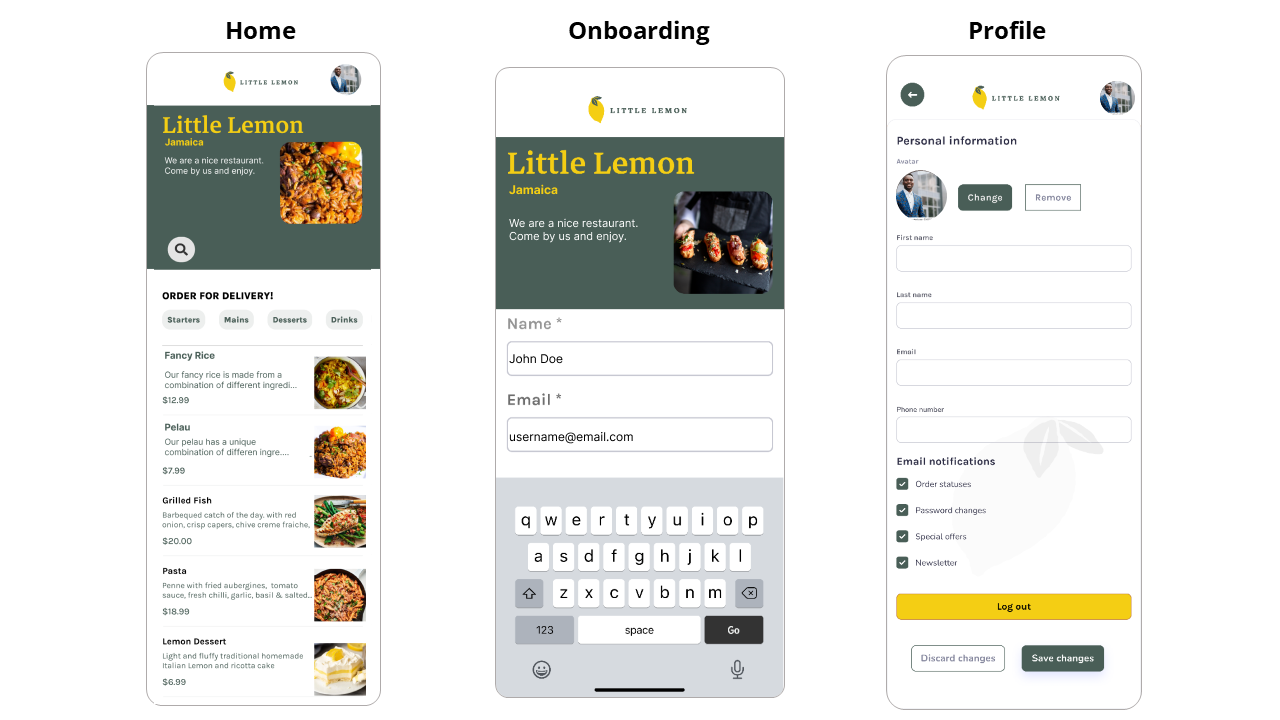 Home
LITTLE LEMON
Little Lemon
Jamaica
We are a nice restaurant.
Come by us and enjoy.
ORDER FOR DELIVERY!
Starters Mains Desserts Drinks
Fancy Rice
Our fancy rice is made from a
combination of different ingredi...
$12.99
Pelau
Our pelau has a unique
combination of differen ingre....
$7.99
Grilled Fish
Barbequed catch of the day, with red
onion, crisp capers, chive creme fraiche,
$20.00
Pasta
Penne with fried aubergines, tomato
sauce, fresh chilli, garlic, basil & salted..
$18.99
Lemon Dessert
Light and fluffy traditional homemade
Italian Lemon and ricotta cake
$6.99
Onboarding
LITTLE LEMON
Little Lemon
Jamaica
We are a nice restaurant.
Come by us and enjoy.
Name *
John Doe
Email *
username@email.com
q w e r t y u i o p
a s d f g h j k l
z x c v b n m
123 space Go
Profile
LITTLE LEMON
Personal information
Avatar
Change Remove
First name
Last name
Email
Phone number
Email notifications
Order statuses
Password changes
Special offers
Newsletter
Log out
Discard changes Save changes